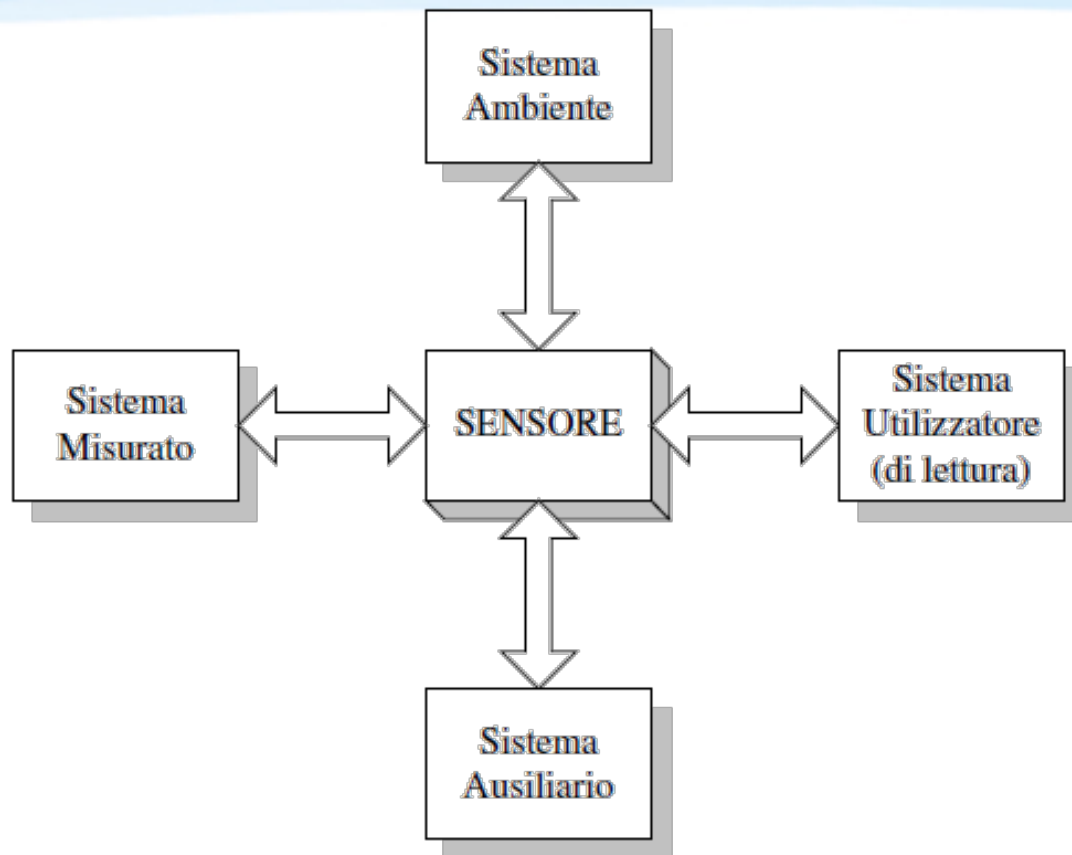 Sistema
Ambiente
Sistema
Misurato
SENSORE
Sistema
Utilizzatore
(di lettura)
Sistema
Ausiliario